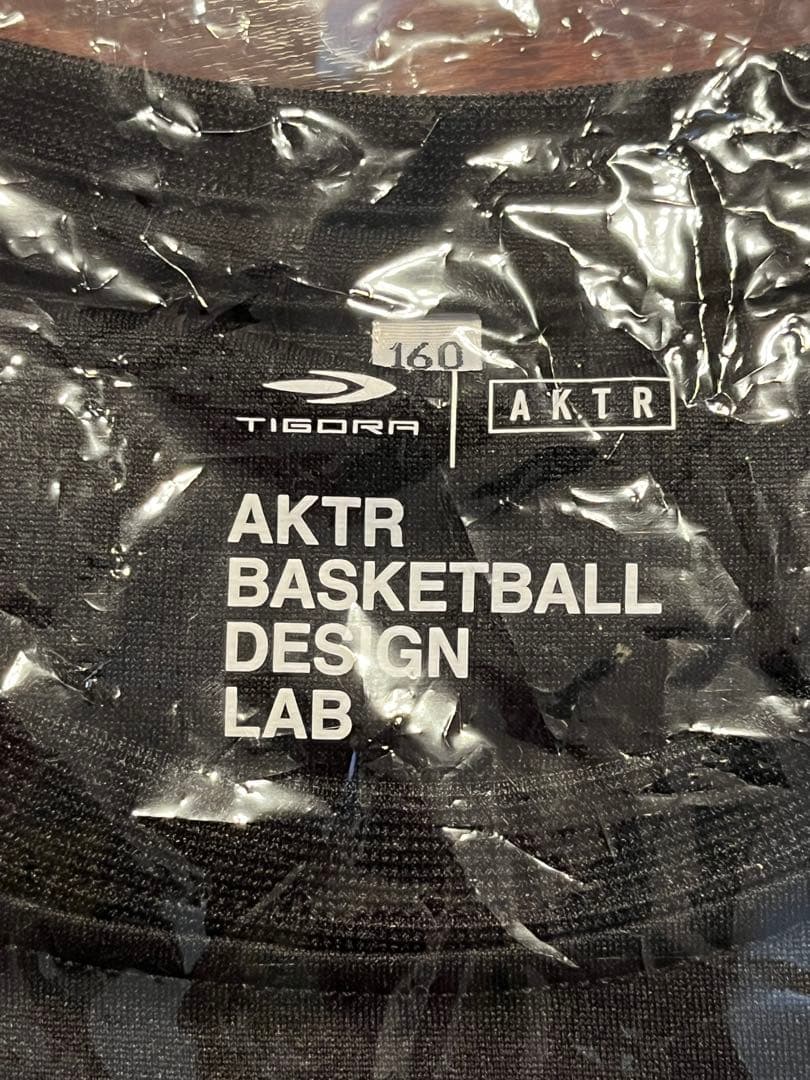 160
TIGORA
AKTR
AKTR
BASKETBALL
DESIGN
LAB